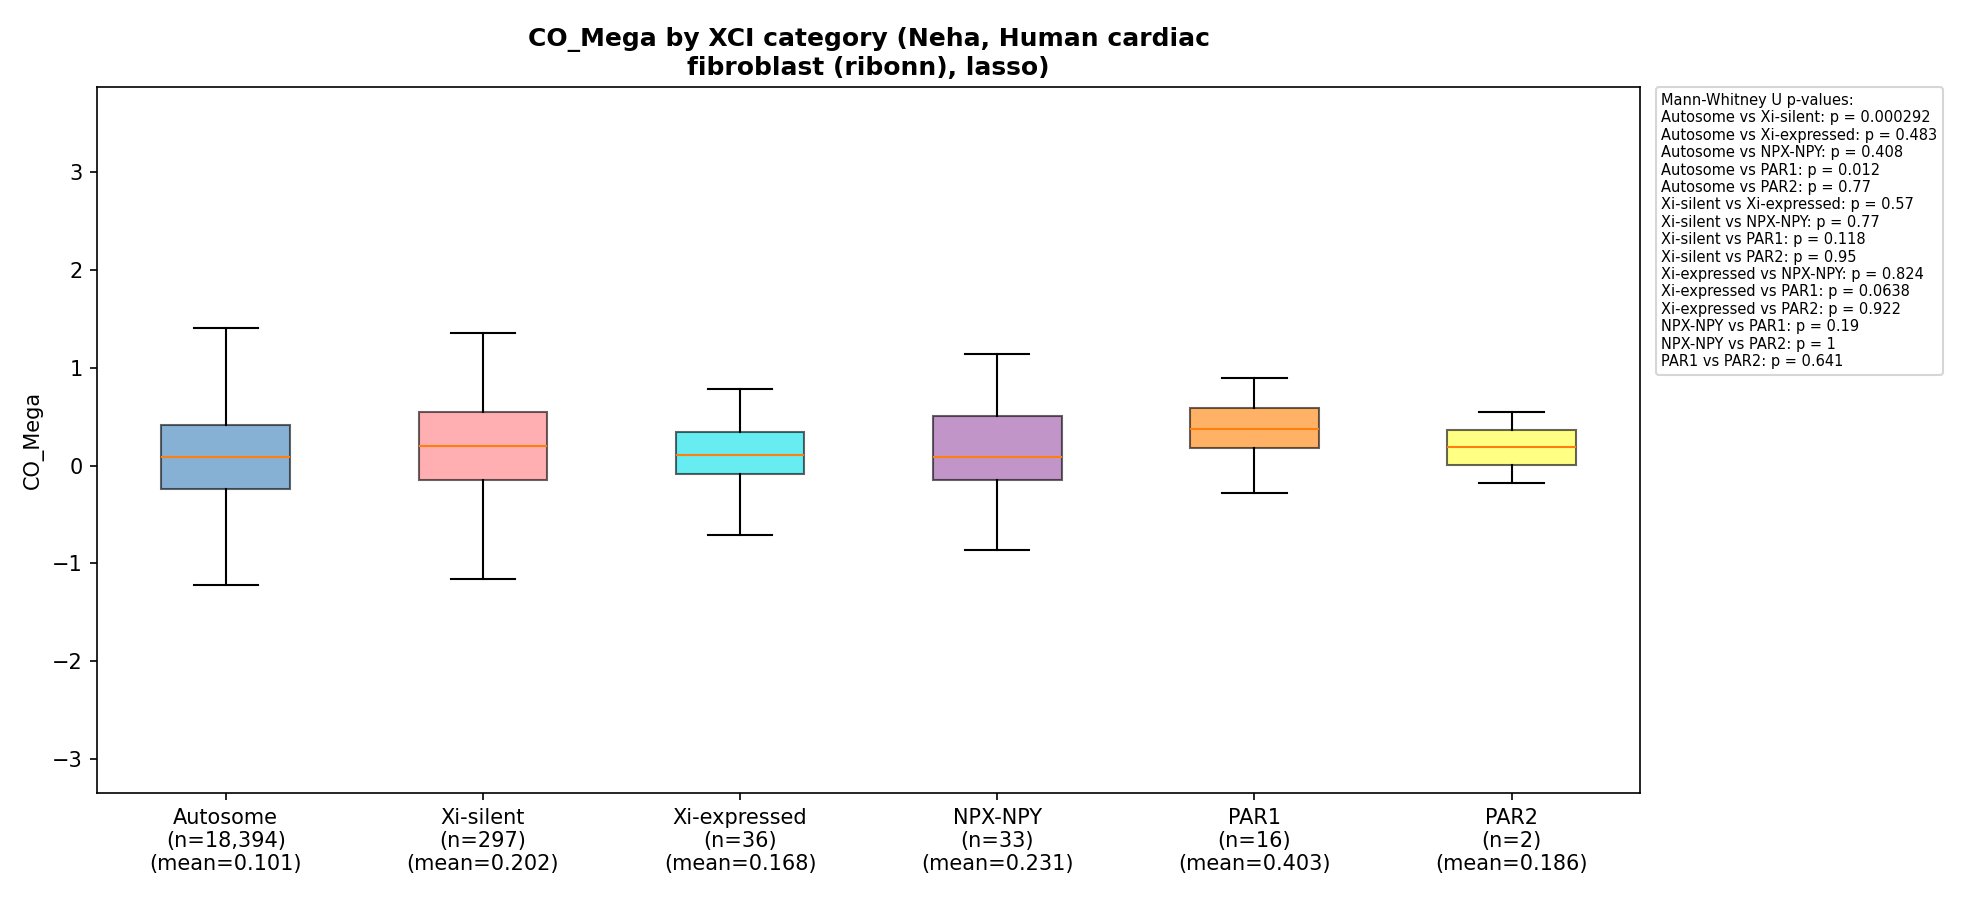 CO_Mega by XCI category (Neha, Human cardiac
fibroblast (ribonn), lasso)
CO_Mega
3
2
1
0
−1
−2
−3
Autosome
(n=18,394)
(mean=0.101)
Xi-silent
(n=297)
(mean=0.202)
Xi-expressed
(n=36)
(mean=0.168)
NPX-NPY
(n=33)
(mean=0.231)
PAR1
(n=16)
(mean=0.403)
PAR2
(n=2)
(mean=0.186)
Mann-Whitney U p-values:
Autosome vs Xi-silent: p = 0.000292
Autosome vs Xi-expressed: p = 0.483
Autosome vs NPX-NPY: p = 0.408
Autosome vs PAR1: p = 0.012
Autosome vs PAR2: p = 0.77
Xi-silent vs Xi-expressed: p = 0.57
Xi-silent vs NPX-NPY: p = 0.77
Xi-silent vs PAR1: p = 0.118
Xi-silent vs PAR2: p = 0.95
Xi-expressed vs NPX-NPY: p = 0.824
Xi-expressed vs PAR1: p = 0.0638
Xi-expressed vs PAR2: p = 0.922
NPX-NPY vs PAR1: p = 0.19
NPX-NPY vs PAR2: p = 1
PAR1 vs PAR2: p = 0.641